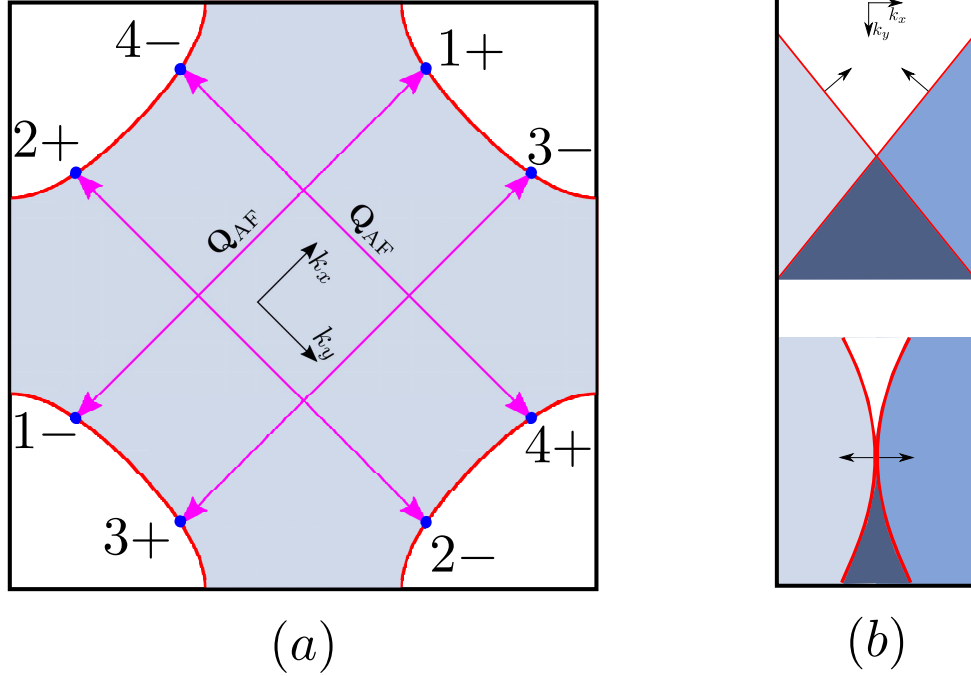 4−
1+
2+
3−
Q_AF
Q_AF
k_x
k_y
1−
4+
3+
2−
(a)
k_x
k_y
(b)